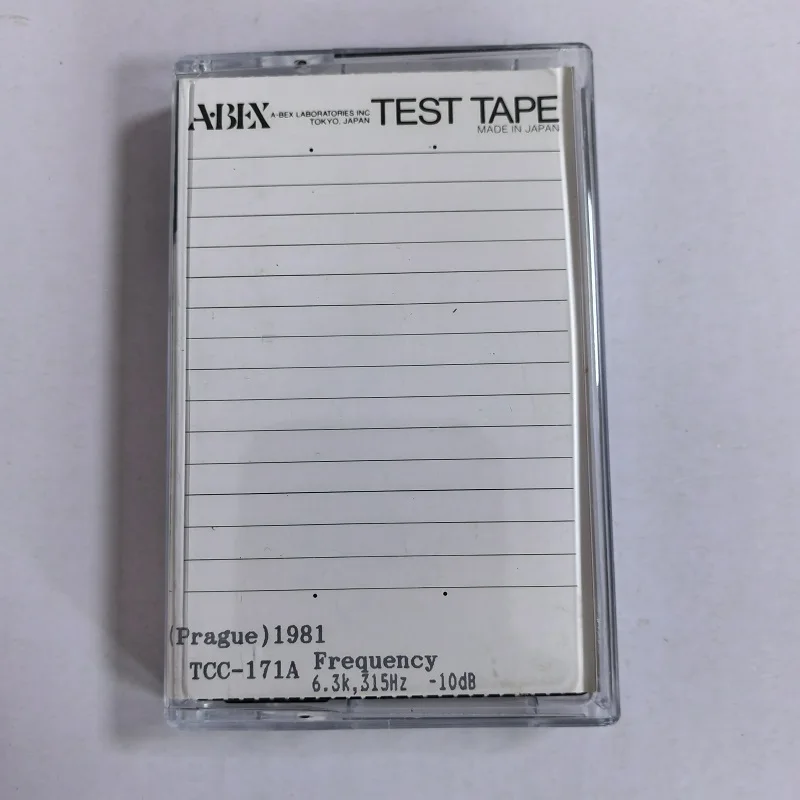 A·BEX A-BEX LABORATORIES INC TEST TAPE
TOKYO, JAPAN
MADE IN JAPAN
(Prague)1981
TCC-171A Frequency
6.3k,315Hz -10dB